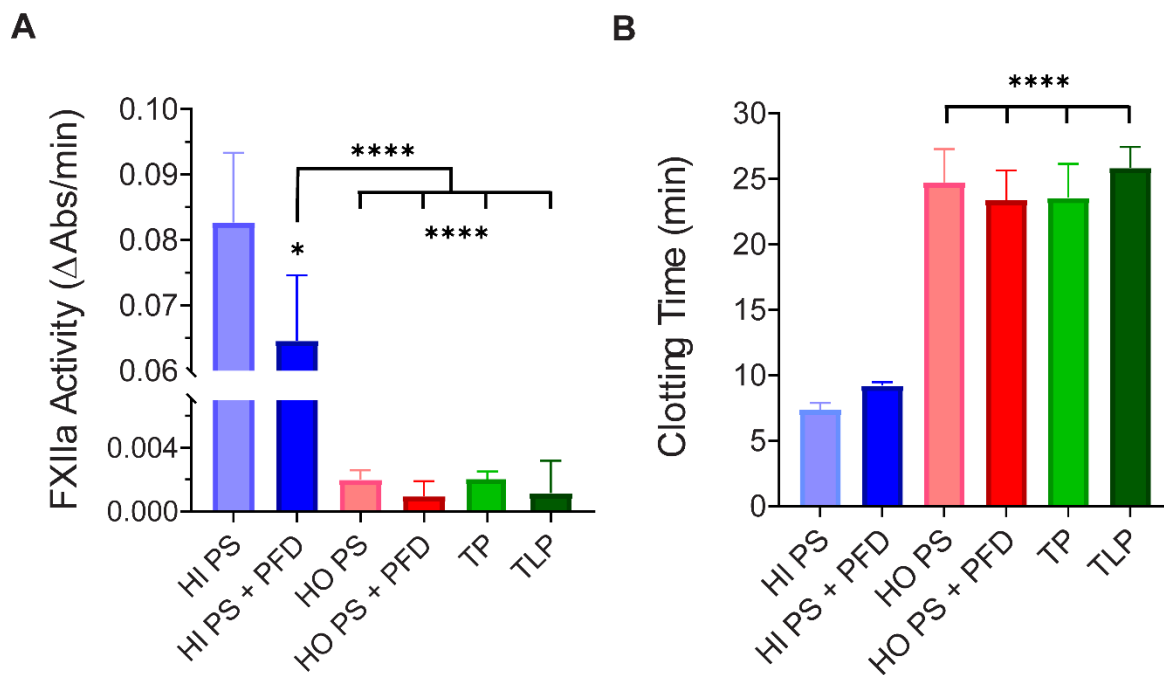 A
FXIIa Activity (ΔAbs/min)
0.10
0.09
0.08
0.07
0.06
0.004
0.002
0.000
****
****
*
HI PS
HI PS + PFD
HO PS
HO PS + PFD
TP
TLP
B
Clotting Time (min)
30
25
20
15
10
5
0
****
HI PS
HI PS + PFD
HO PS
HO PS + PFD
TP
TLP